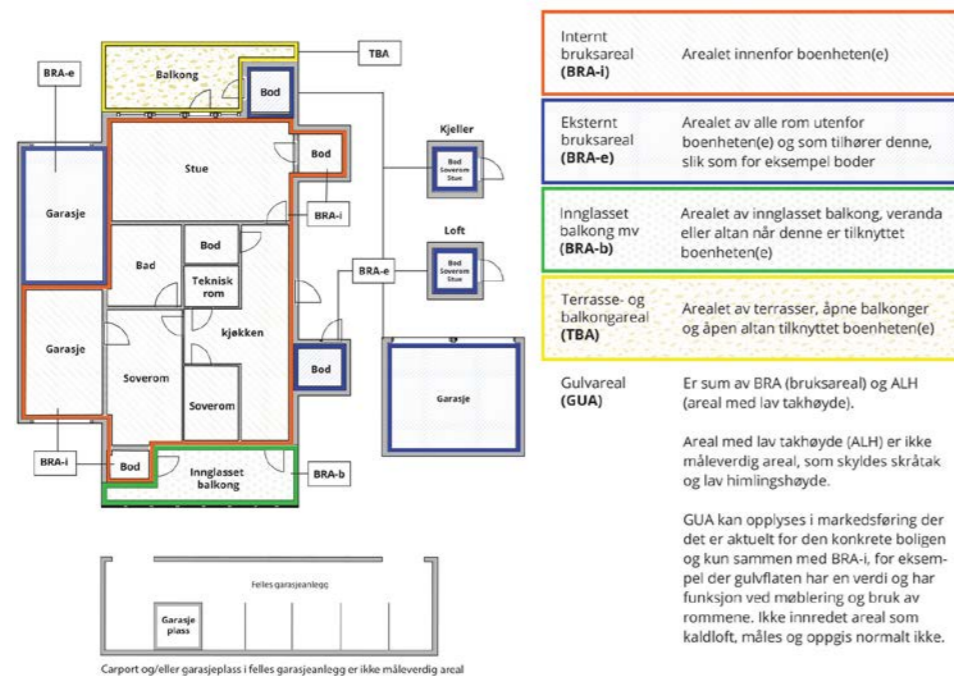 TBA
BRA-e
Balkong
Bod
Kjeller
Bod
Soverom
Stue
Stue
Bod
Garasje
BRA-i
Loft
Bod
Bad
Bod
Soverom
Stue
BRA-e
Teknisk
rom
Garasje
kjøkken
Soverom
Bod
Garasje
Soverom
BRA-i
Bod
Innglasset
balkong
BRA-b
Felles garasjeanlegg
Garasje
plass
Carport og/eller garasjeplass i felles garasjeanlegg er ikke måleverdig areal
Internt
bruksareal
(BRA-i)
Arealet innenfor boenheten(e)
Eksternt
bruksareal
(BRA-e)
Arealet av alle rom utenfor
boenheten(e) og som tilhører denne,
slik som for eksempel boder
Innglasset
balkong mv
(BRA-b)
Arealet av innglasset balkong, veranda
eller altan når denne er tilknyttet
boenheten(e)
Terrasse- og
balkongareal
(TBA)
Arealet av terrasser, åpne balkonger
og åpen altan tilknyttet boenheten(e)
Gulvareal
(GUA)
Er sum av BRA (bruksareal) og ALH
(areal med lav takhøyde).
Areal med lav takhøyde (ALH) er ikke
måleverdig areal, som skyldes skråtak
og lav himlingshøyde.
GUA kan opplyses i markedsføring der
det er aktuelt for den konkrete boligen
og kun sammen med BRA-i, for eksem-
pel der gulvflaten har en verdi og har
funksjon ved møblering og bruk av
rommene. Ikke innredet areal som
kaldloft, måles og oppgis normalt ikke.